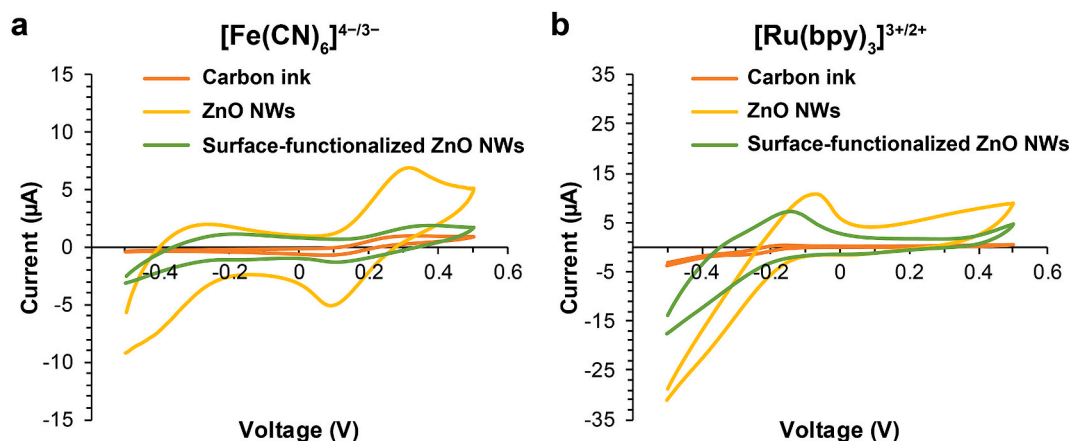 a
[Fe(CN)₆]⁴⁻/³⁻
15
10
5
0
-5
-10
-15
-0.4
-0.2
0
0.2
0.4
0.6
Current (µA)
Voltage (V)
Carbon ink
ZnO NWs
Surface-functionalized ZnO NWs
b
[Ru(bpy)₃]³⁺/²⁺
35
25
15
5
-5
-15
-25
-35
-0.4
-0.2
0
0.2
0.4
0.6
Current (µA)
Voltage (V)
Carbon ink
ZnO NWs
Surface-functionalized ZnO NWs